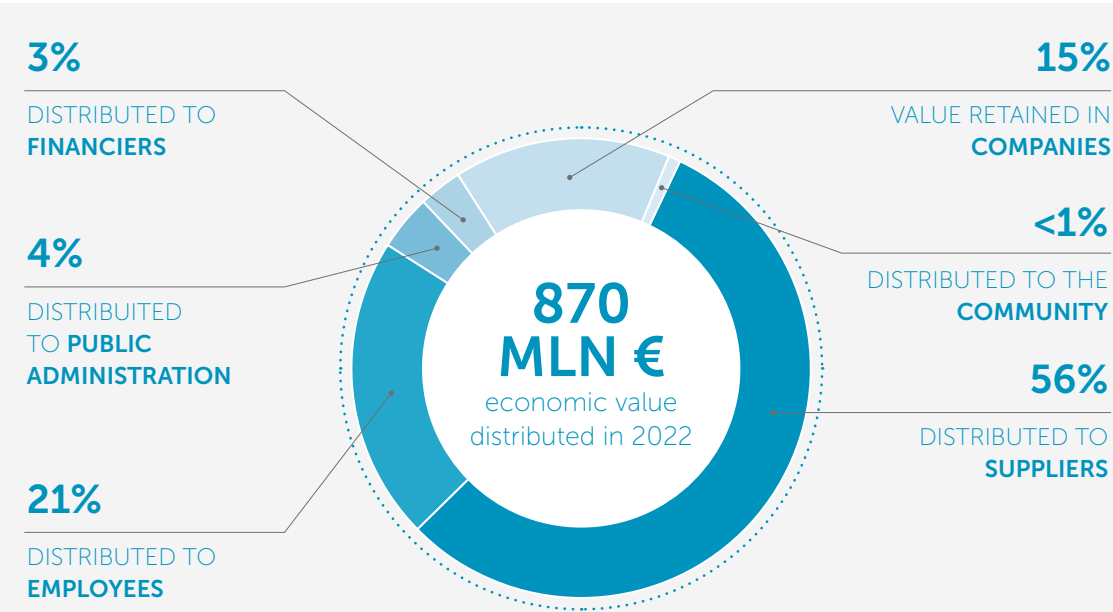 3%
DISTRIBUTED TO
FINANCIERS
4%
DISTRIBUITED
TO PUBLIC
ADMINISTRATION
21%
DISTRIBUTED TO
EMPLOYEES
870
MLN €
economic value
distributed in 2022
15%
VALUE RETAINED IN
COMPANIES
<1%
DISTRIBUTED TO THE
COMMUNITY
56%
DISTRIBUTED TO
SUPPLIERS